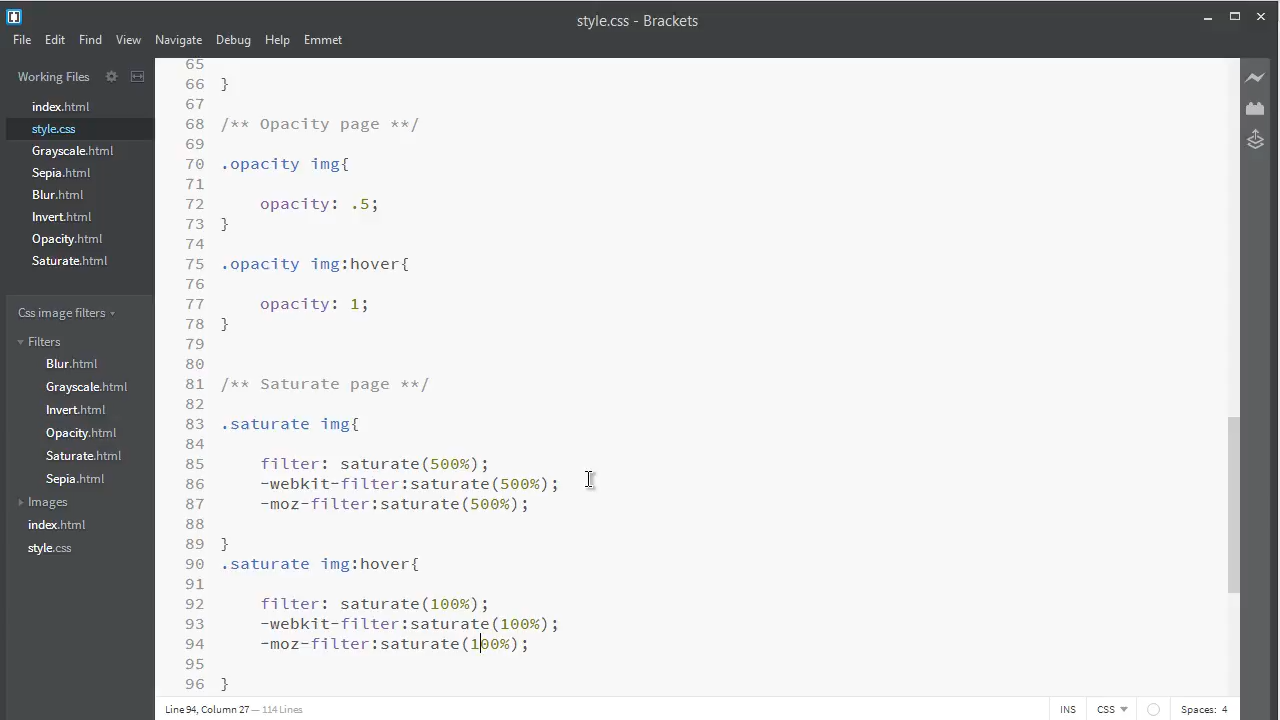 style.css - Brackets
File Edit Find View Navigate Debug Help Emmet
Working Files
index.html
style.css
Grayscale.html
Sepia.html
Blur.html
Invert.html
Opacity.html
Saturate.html
Css image filters
Filters
Blur.html
Grayscale.html
Invert.html
Opacity.html
Saturate.html
Sepia.html
Images
index.html
style.css
65
66 }
67
68 /** Opacity page **/
69
70 .opacity img{
71
72 opacity: .5;
73 }
74
75 .opacity img:hover{
76
77 opacity: 1;
78 }
79
80
81 /** Saturate page **/
82
83 .saturate img{
84
85 filter: saturate(500%);
86 -webkit-filter:saturate(500%);
87 -moz-filter:saturate(500%);
88
89 }
90 .saturate img:hover{
91
92 filter: saturate(100%);
93 -webkit-filter:saturate(100%);
94 -moz-filter:saturate(100%);
95
96 }
Line 94, Column 27 — 114 Lines INS CSS Spaces: 4